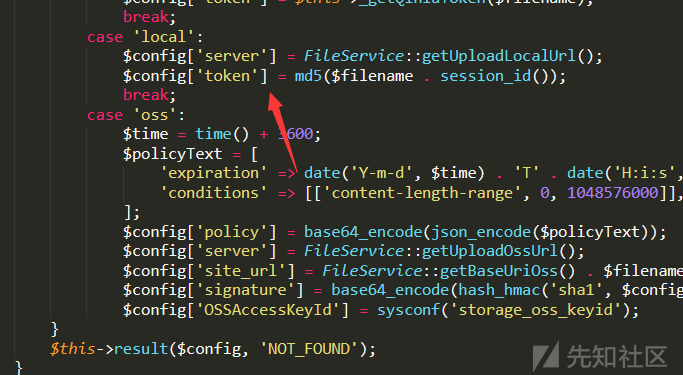 $config['token'] = $this->_getQiniuToken($filename);
break;
case 'local':
$config['server'] = FileService::getUploadLocalUrl();
$config['token'] = md5($filename . session_id());
break;
case 'oss':
$time = time() + 3600;
$policyText = [
'expiration' => date('Y-m-d', $time) . 'T' . date('H:i:s',
'conditions' => [['content-length-range', 0, 1048576000]],
];
$config['policy'] = base64_encode(json_encode($policyText));
$config['server'] = FileService::getUploadOssUrl();
$config['site_url'] = FileService::getBaseUriOss() . $filename
$config['signature'] = base64_encode(hash_hmac('sha1', $config
$config['OSSAccessKeyId'] = sysconf('storage_oss_keyid');
}
$this->result($config, 'NOT_FOUND');
}
先知社区